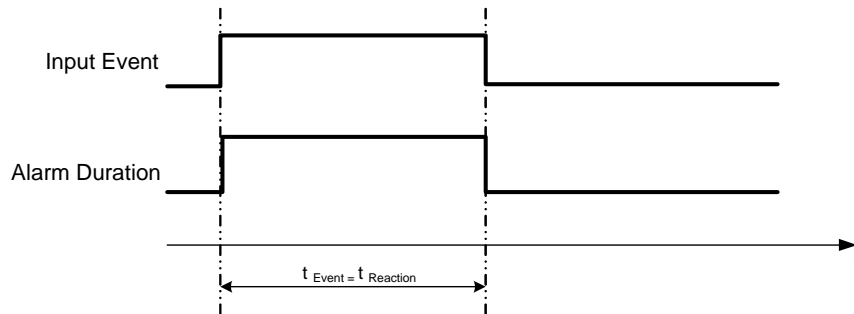 Input Event
Alarm Duration
t Event = t Reaction